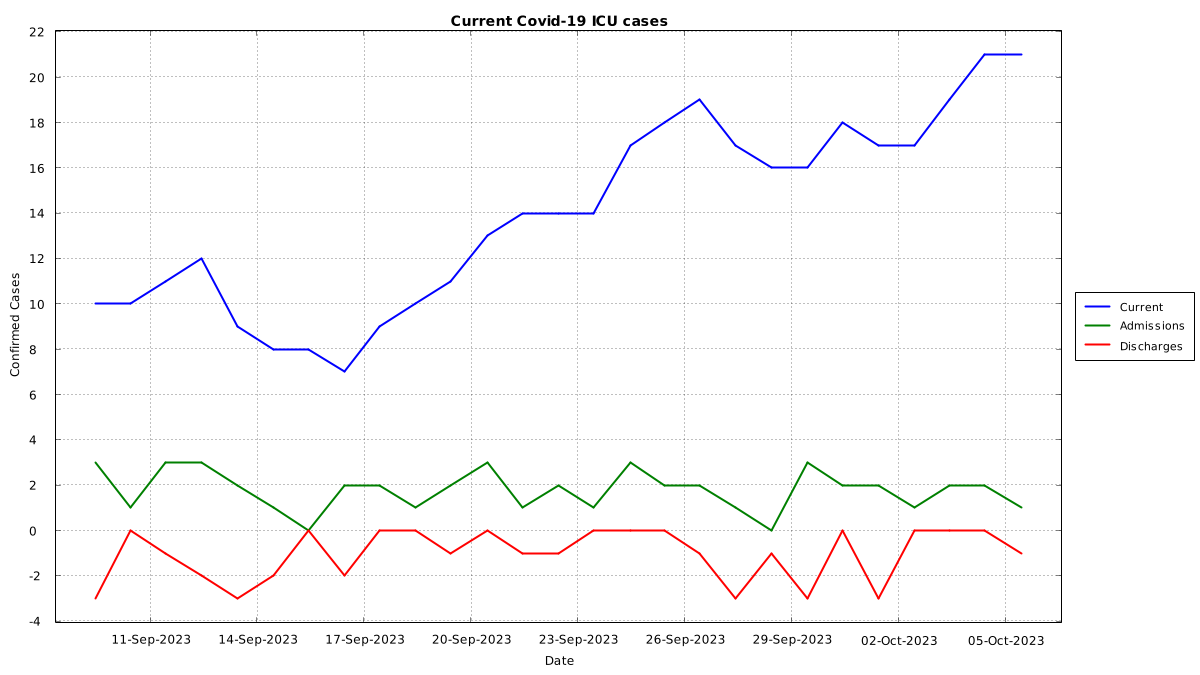 Current Covid-19 ICU cases
22
20
18
16
14
12
10
8
6
4
2
0
-2
-4
Confirmed Cases
11-Sep-2023 14-Sep-2023 17-Sep-2023 20-Sep-2023 23-Sep-2023 26-Sep-2023 29-Sep-2023 02-Oct-2023 05-Oct-2023
Date
Current
Admissions
Discharges